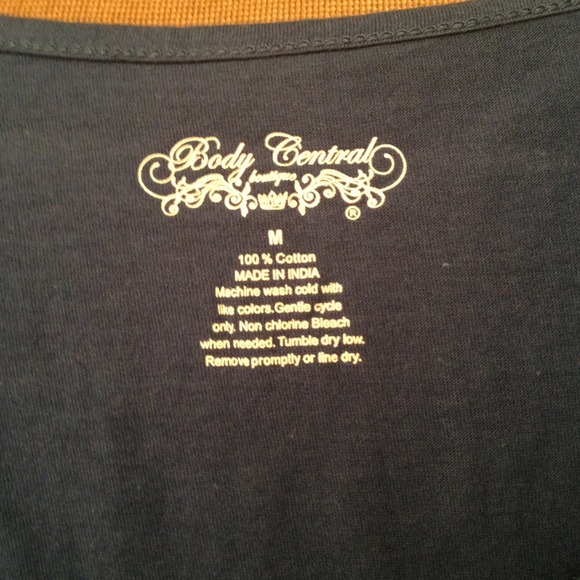 Body Central
boutique
®
M
100 % Cotton
MADE IN INDIA
Machine wash cold with
like colors.Gentle cycle
only. Non chlorine Bleach
when needed. Tumble dry low.
Remove promptly or line dry.